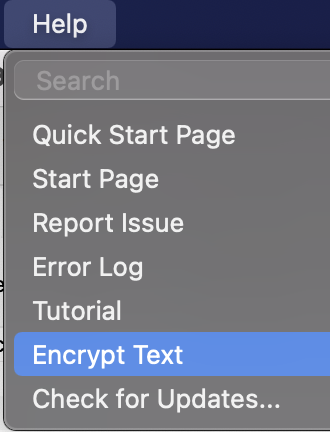 Help
Search
Quick Start Page
Start Page
Report Issue
Error Log
Tutorial
Encrypt Text
Check for Updates...